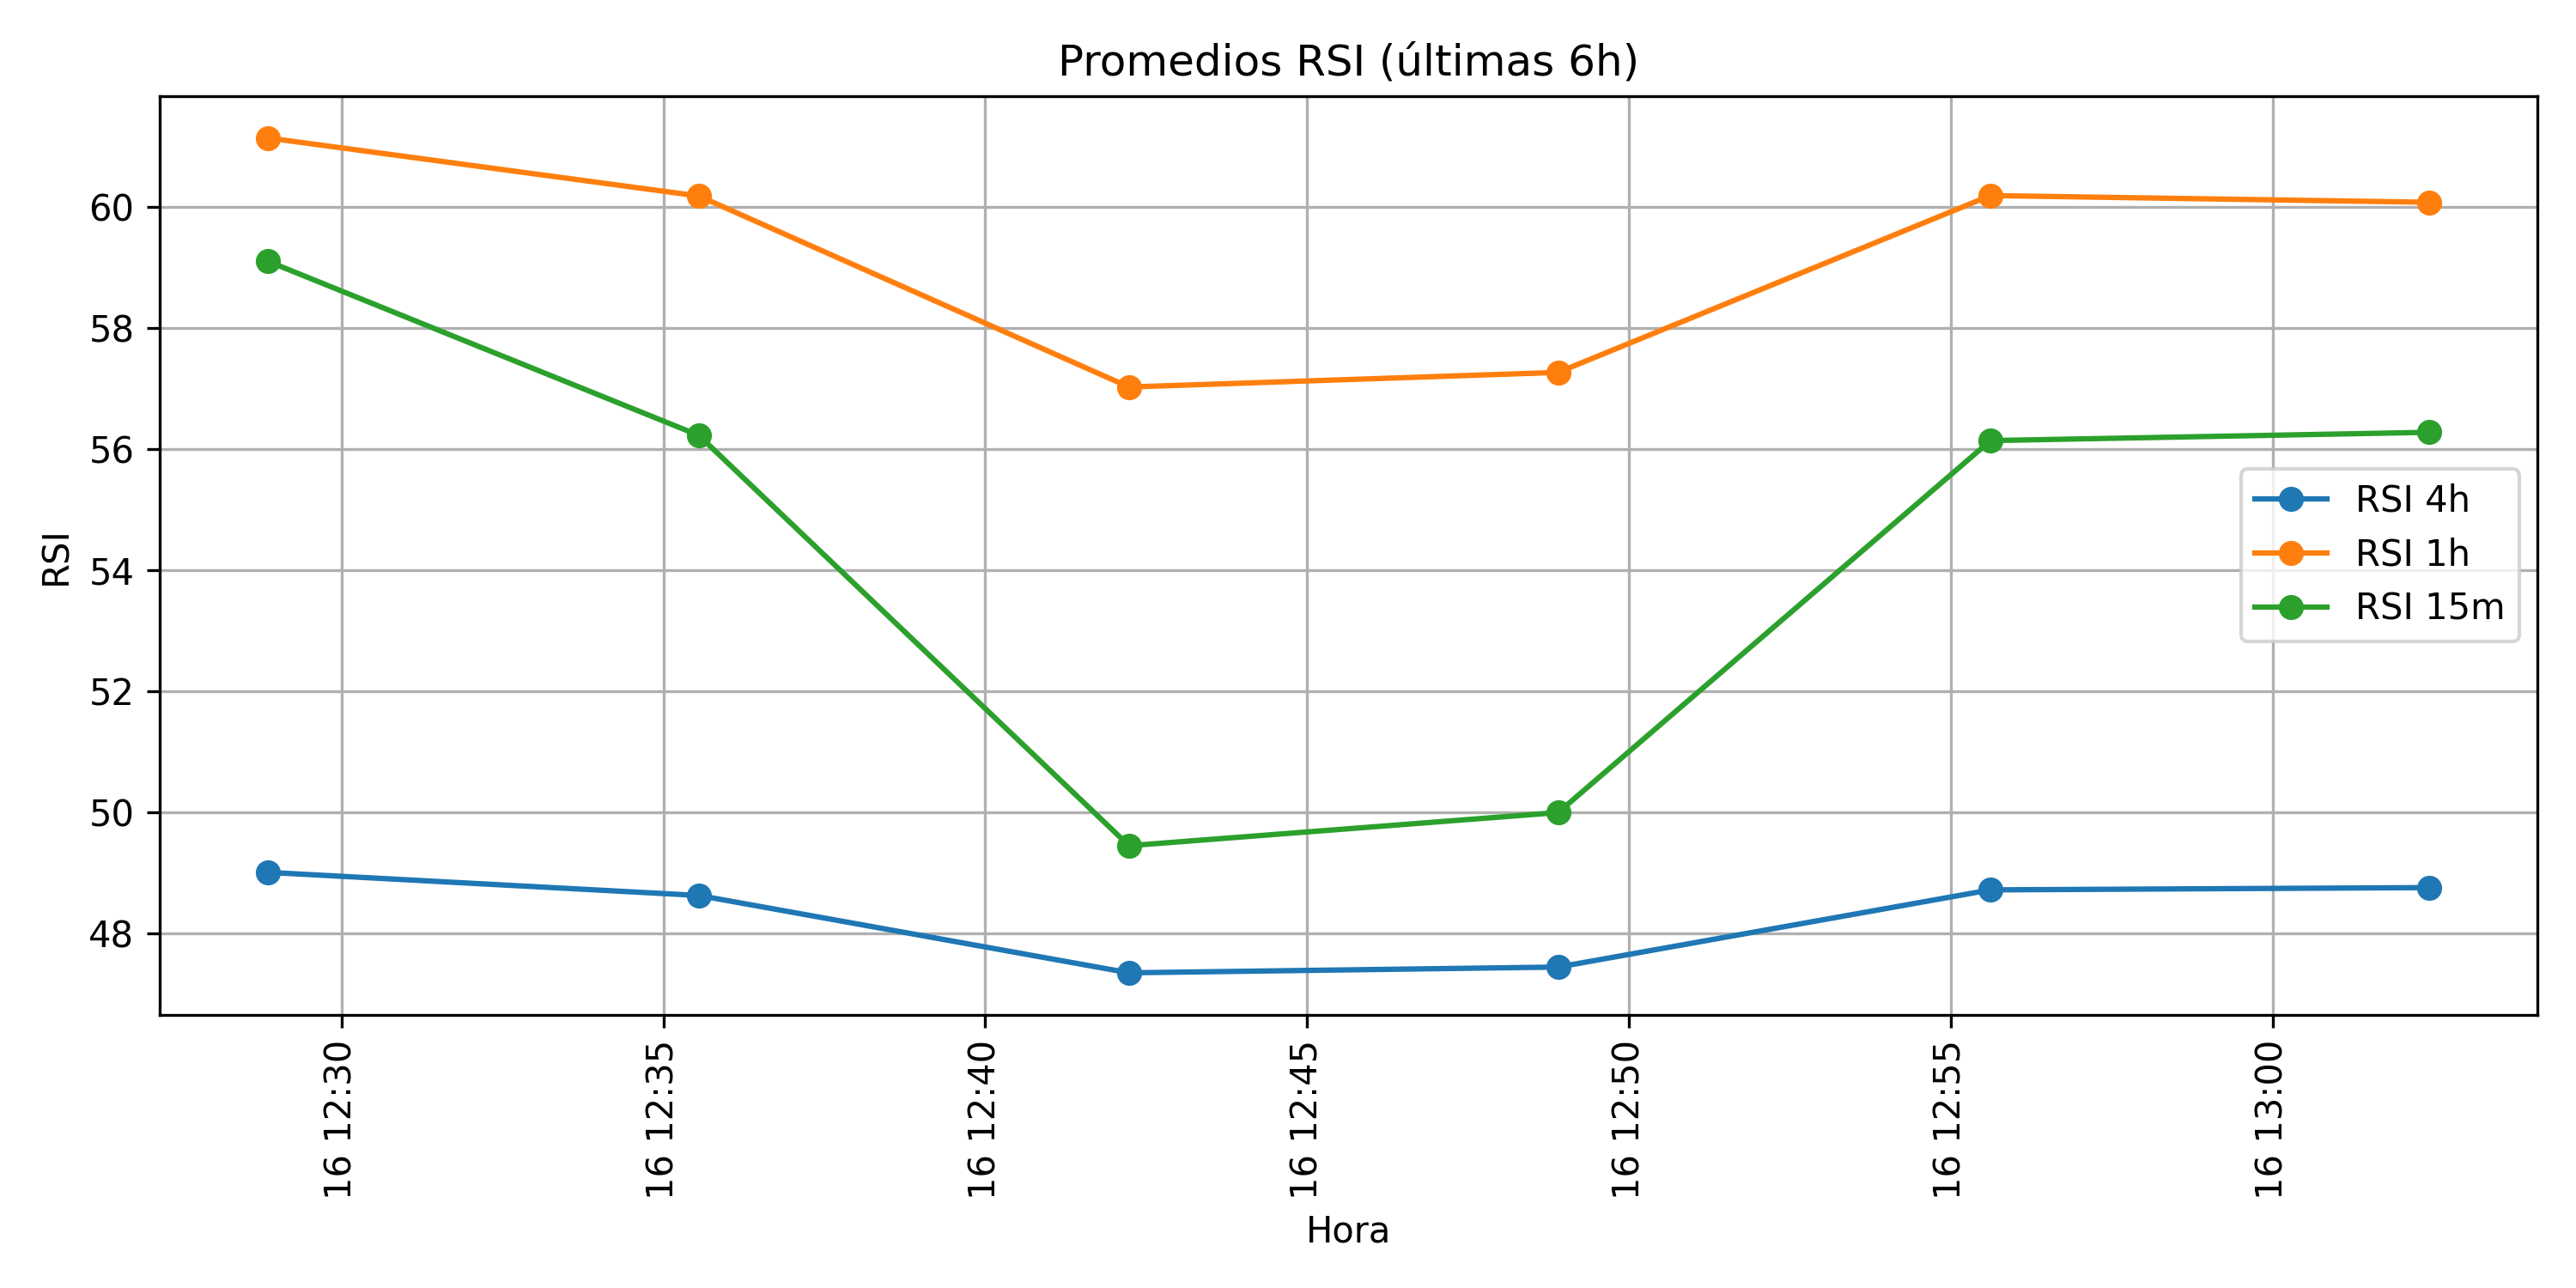 Promedios RSI (últimas 6h)
RSI
60
58
56
54
52
50
48
RSI 4h
RSI 1h
RSI 15m
16 12:30
16 12:35
16 12:40
16 12:45
16 12:50
16 12:55
16 13:00
Hora